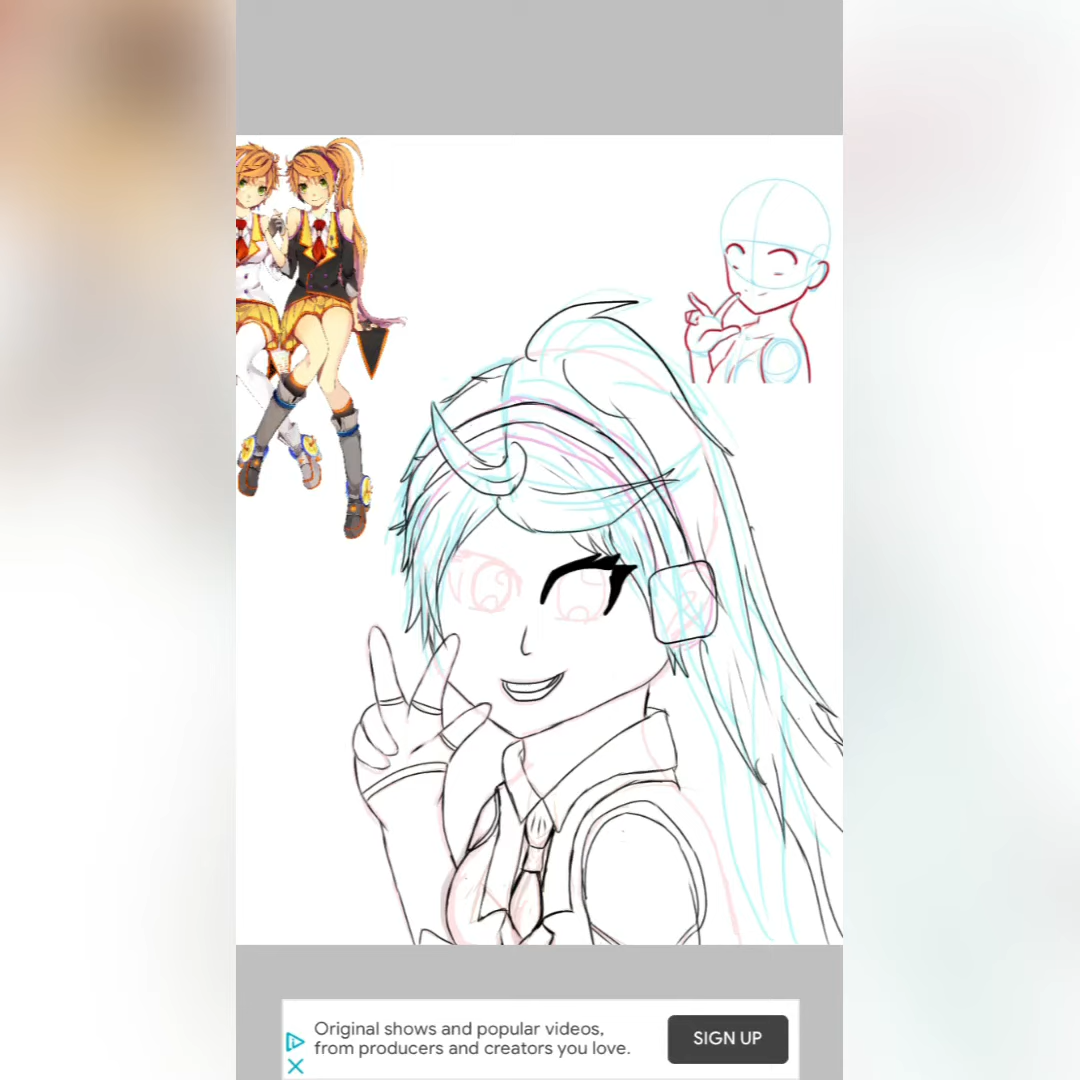 Original shows and popular videos,
from producers and creators you love.
SIGN UP